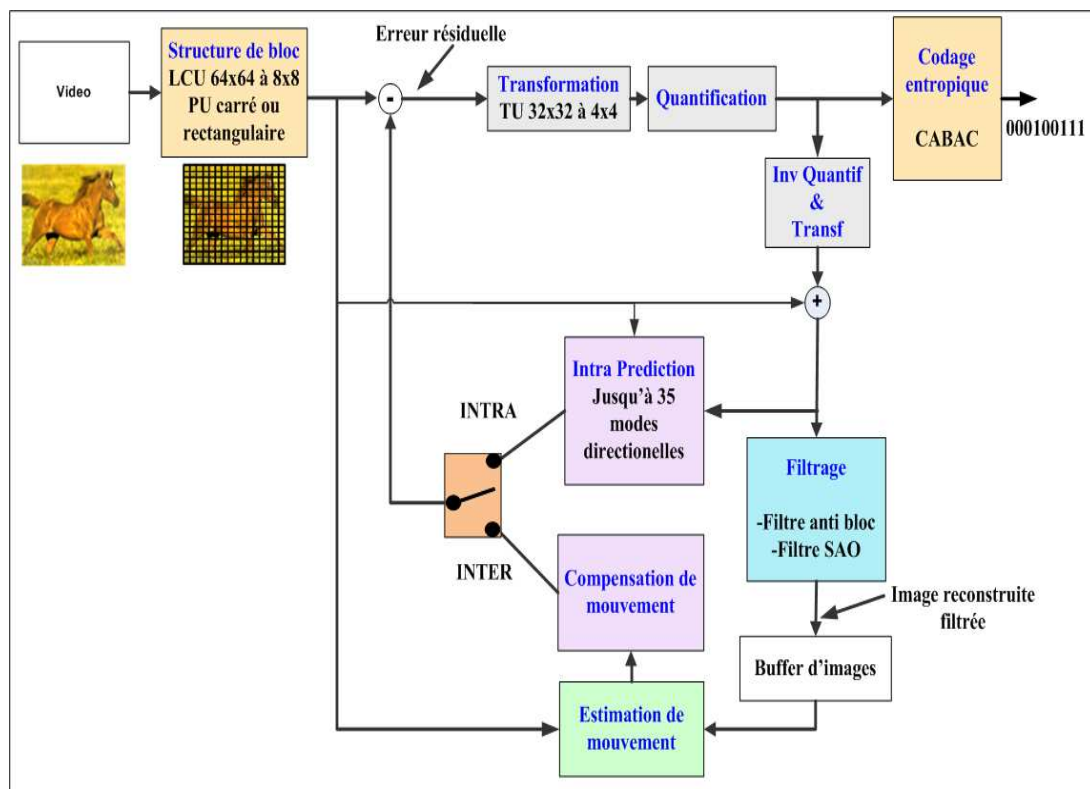 Video
Structure de bloc
LCU 64x64 à 8x8
PU carré ou
rectangulaire
Erreur résiduelle
-
Transformation
TU 32x32 à 4x4
Quantification
Codage
entropique
CABAC
000100111
Inv Quantif
&
Transf
+
Intra Prediction
Jusqu'à 35
modes
directionelles
INTRA
INTER
Filtrage
-Filtre anti bloc
-Filtre SAO
Compensation de
mouvement
Image reconstruite
filtrée
Buffer d'images
Estimation de
mouvement